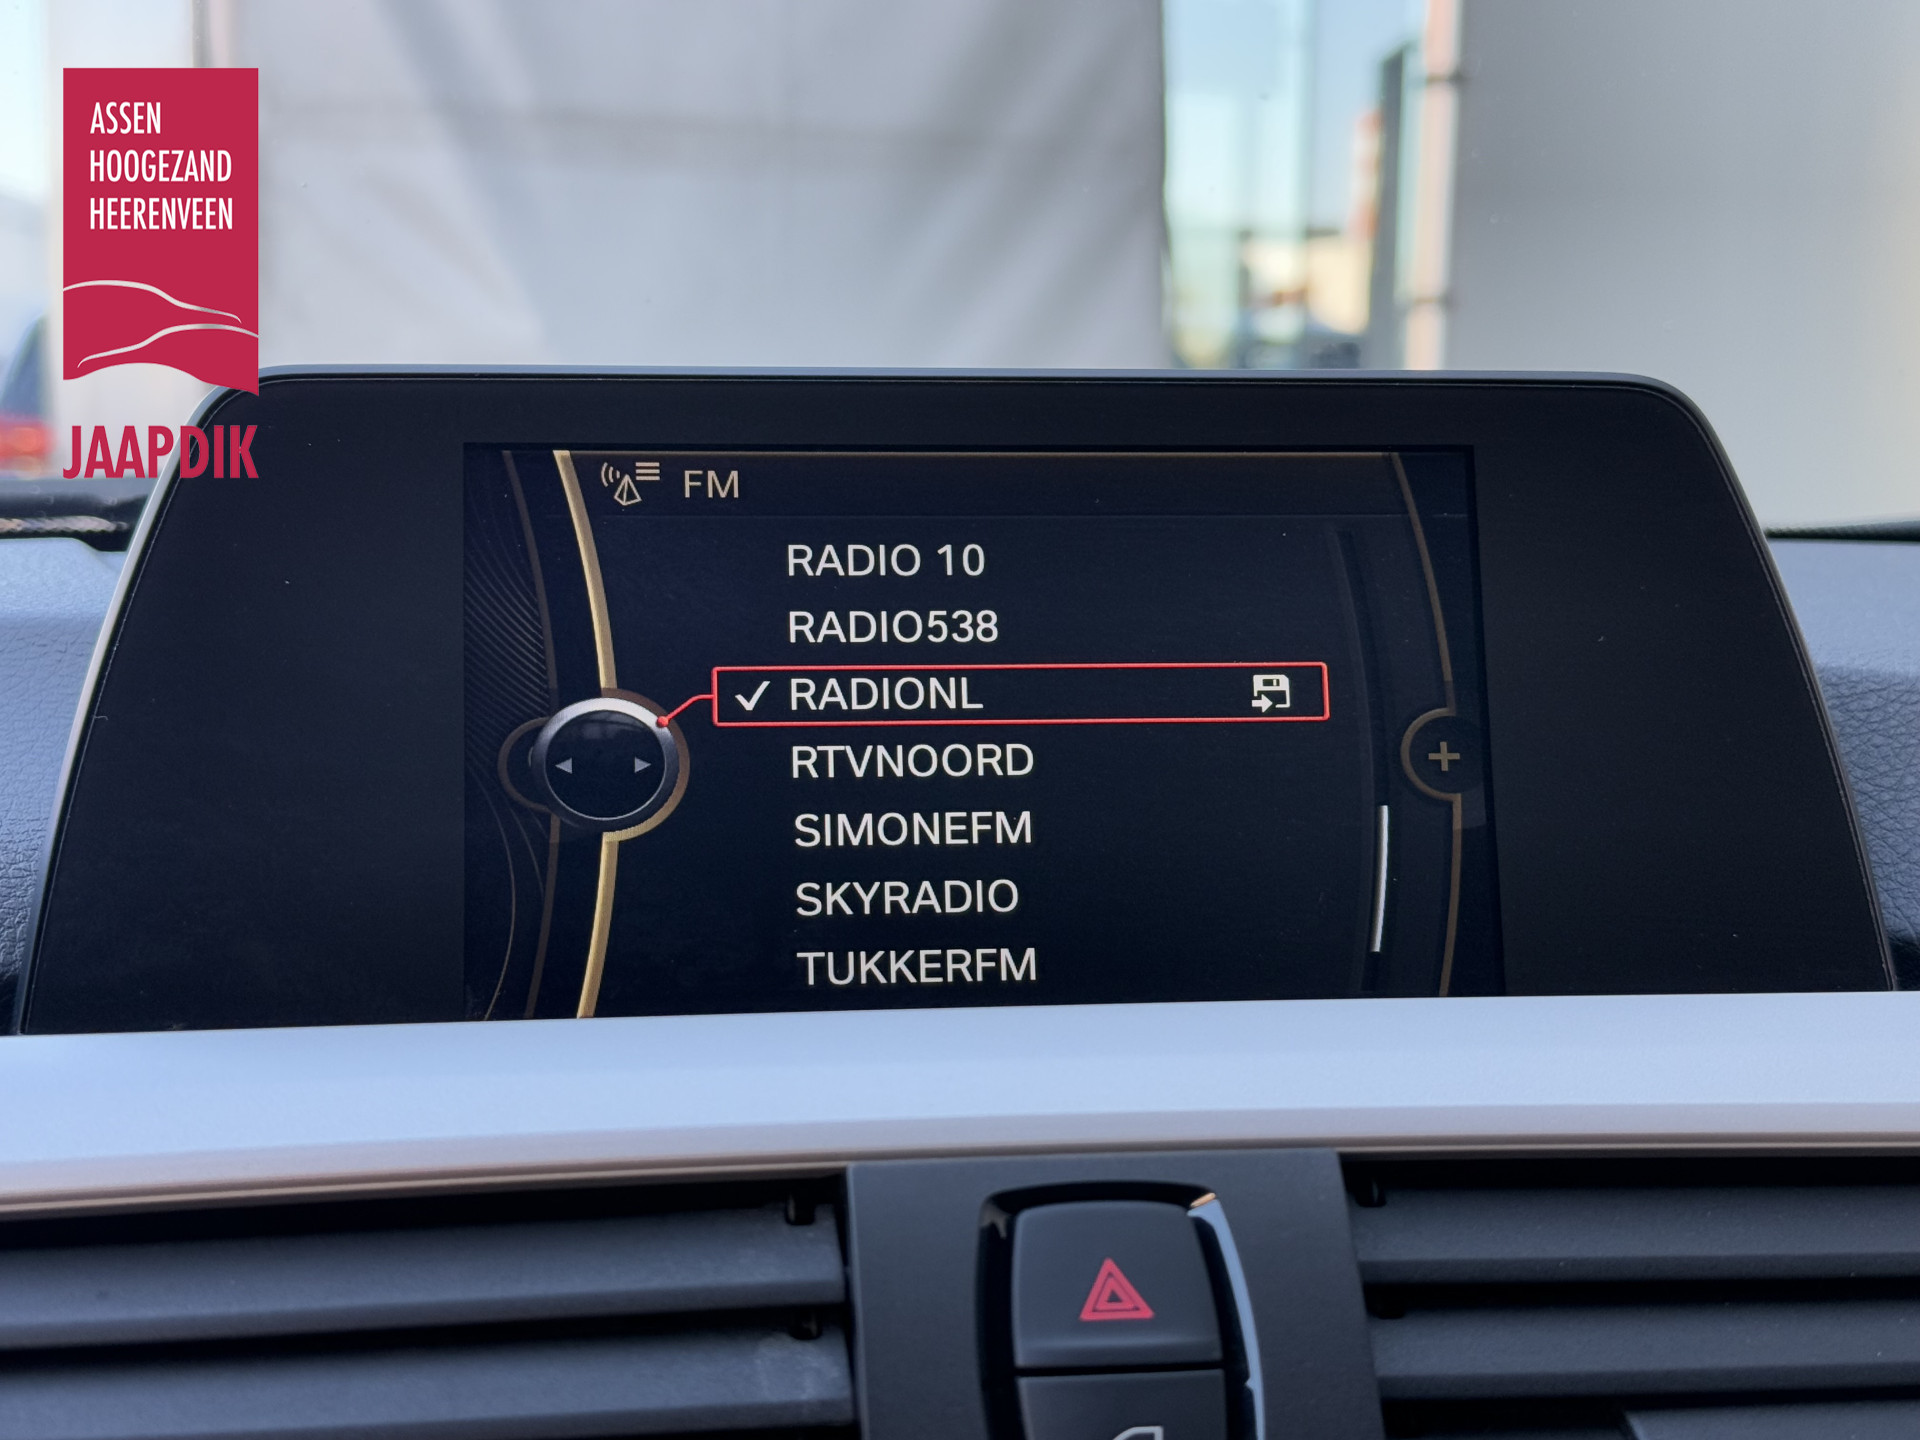 ASSEN
HOOGEZAND
HEERENVEEN
JAAPDIK
FM
RADIO 10
RADIO538
RADIONL
RTVNOORD
SIMONEFM
SKYRADIO
TUKKERFM